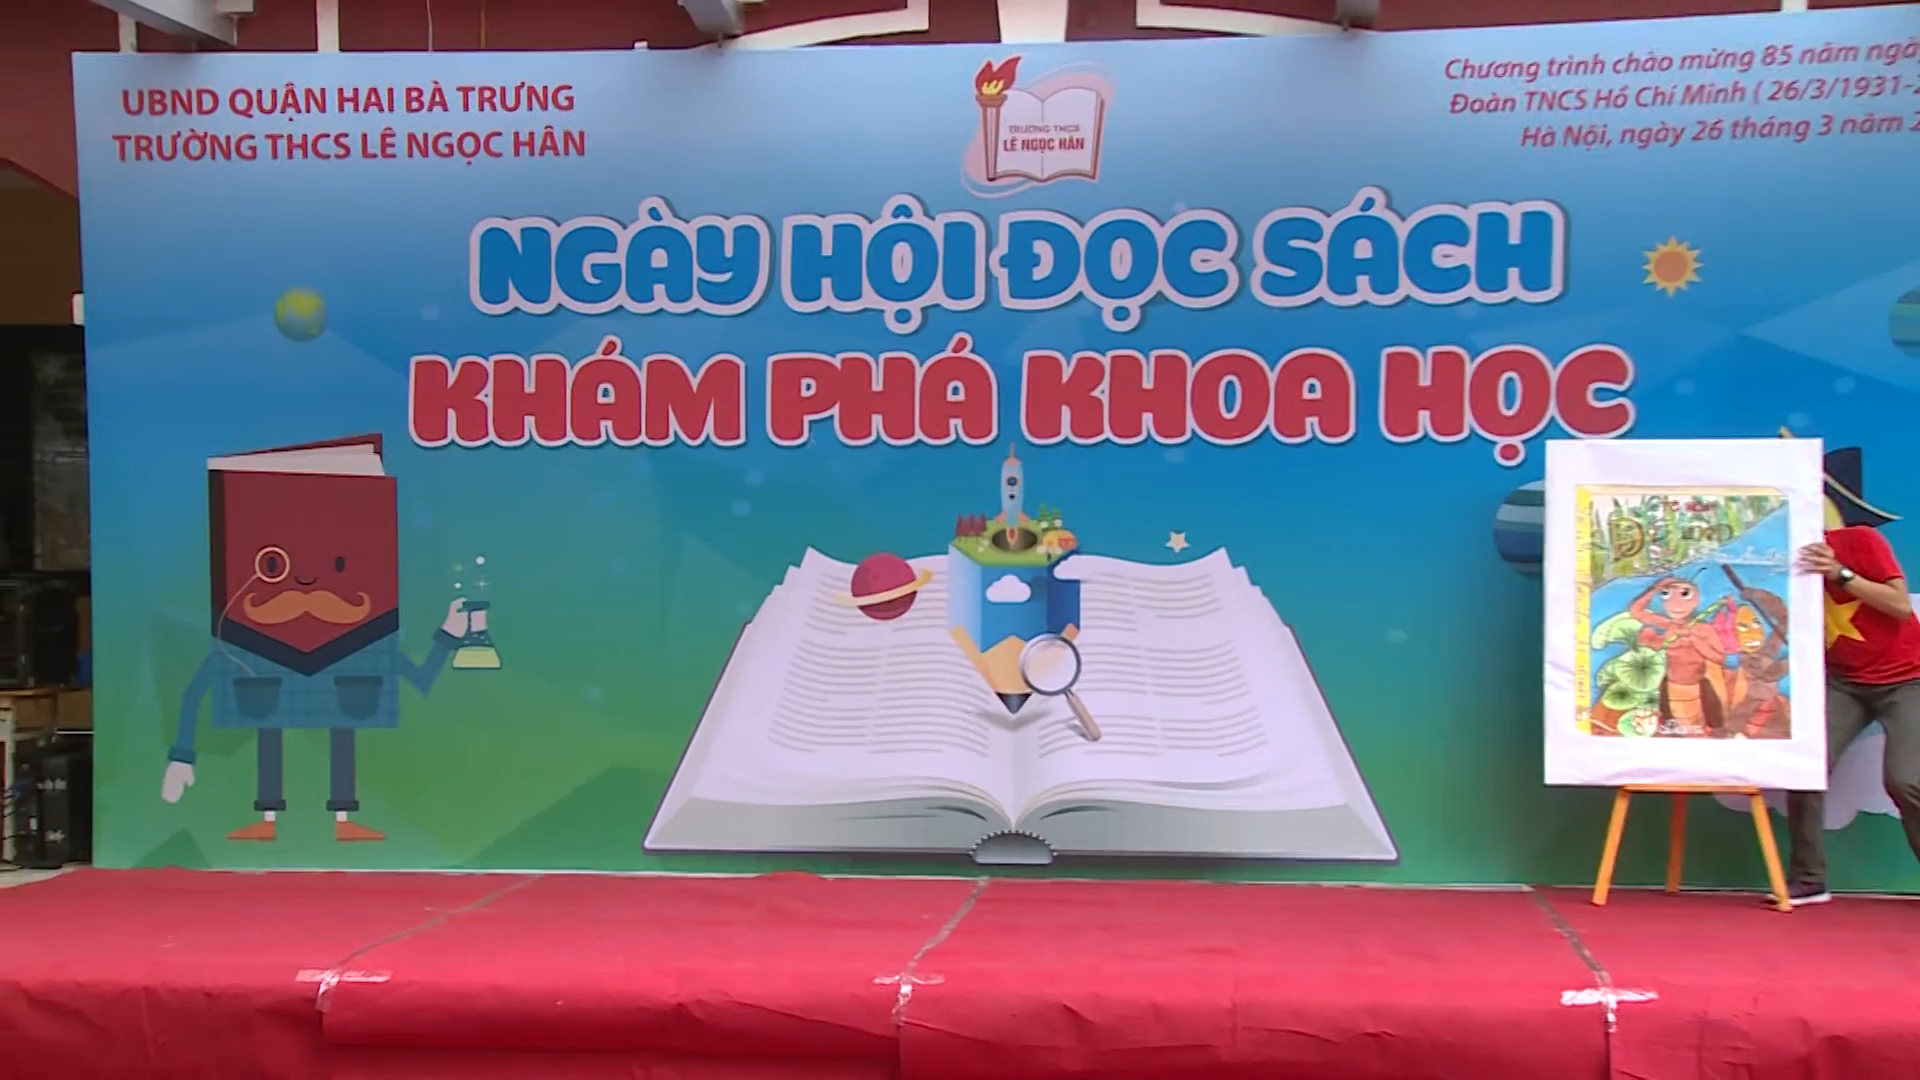 UBND QUẬN HAI BÀ TRƯNG
TRƯỜNG THCS LÊ NGỌC HÂN
TRƯỜNG THCS
LÊ NGỌC HÂN
Chương trình chào mừng 85 năm
Đoàn TNCS Hồ Chí Minh ( 26/3/1931-
Hà Nội, ngày 26 tháng 3 năm
NGÀY HỘI ĐỌC SÁCH
KHÁM PHÁ KHOA HỌC